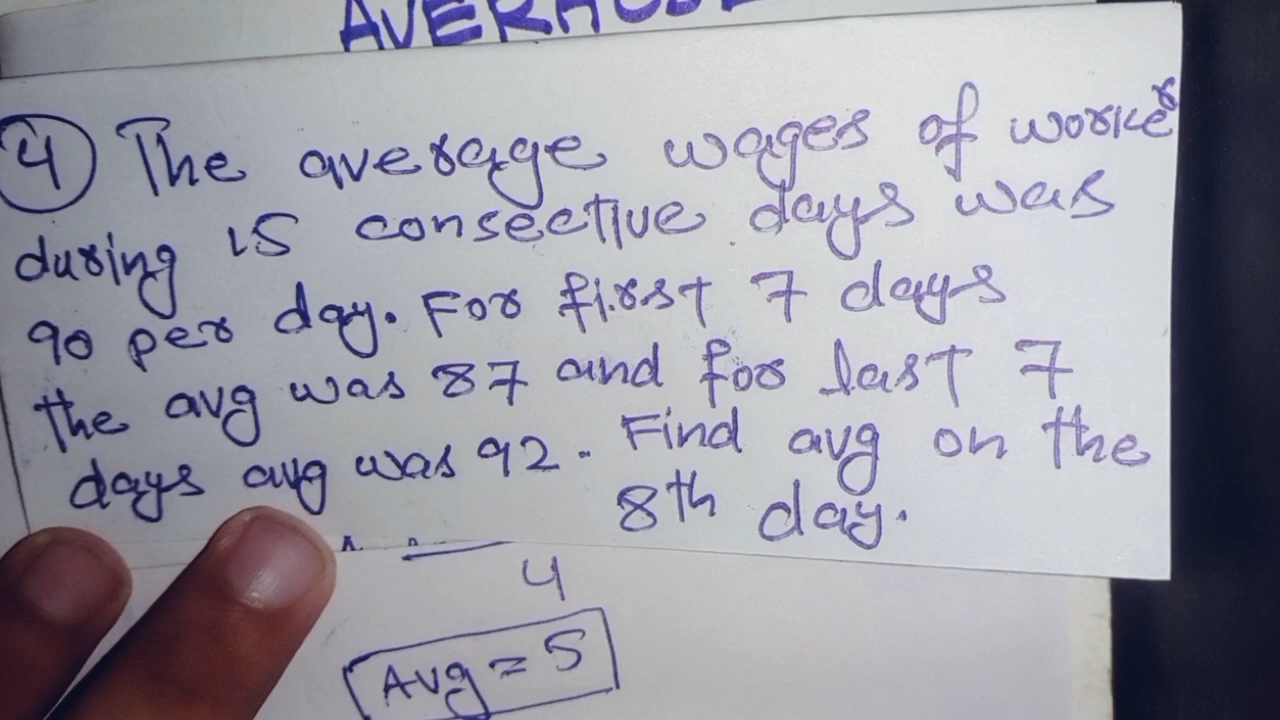 ④ The average wages of worker
during 15 consective days was
90 per day. For first 7 days
the avg was 87 and for last 7
days avg was 92. Find avg on the
8th day.
4
Avg = 5